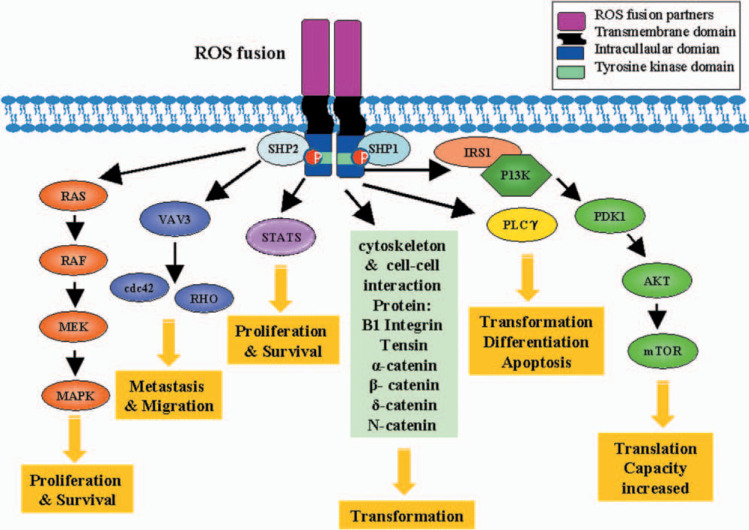 ROS fusion partners
Transmembrane domain
Intracullaular domian
Tyrosine kinase domain
ROS fusion
SHP2
P
P
SHP1
IRS1
P13K
RAS
VAV3
STATS
PLCγ
PDK1
RAF
cdc42
RHO
cytoskeleton
& cell-cell
interaction
Protein:
B1 Integrin
Tensin
α-catenin
β- catenin
δ-catenin
N-catenin
AKT
MEK
Proliferation
& Survival
Transformation
Differentiation
Apoptosis
mTOR
MAPK
Metastasis
& Migration
Translation
Capacity
increased
Proliferation
& Survival
Transformation